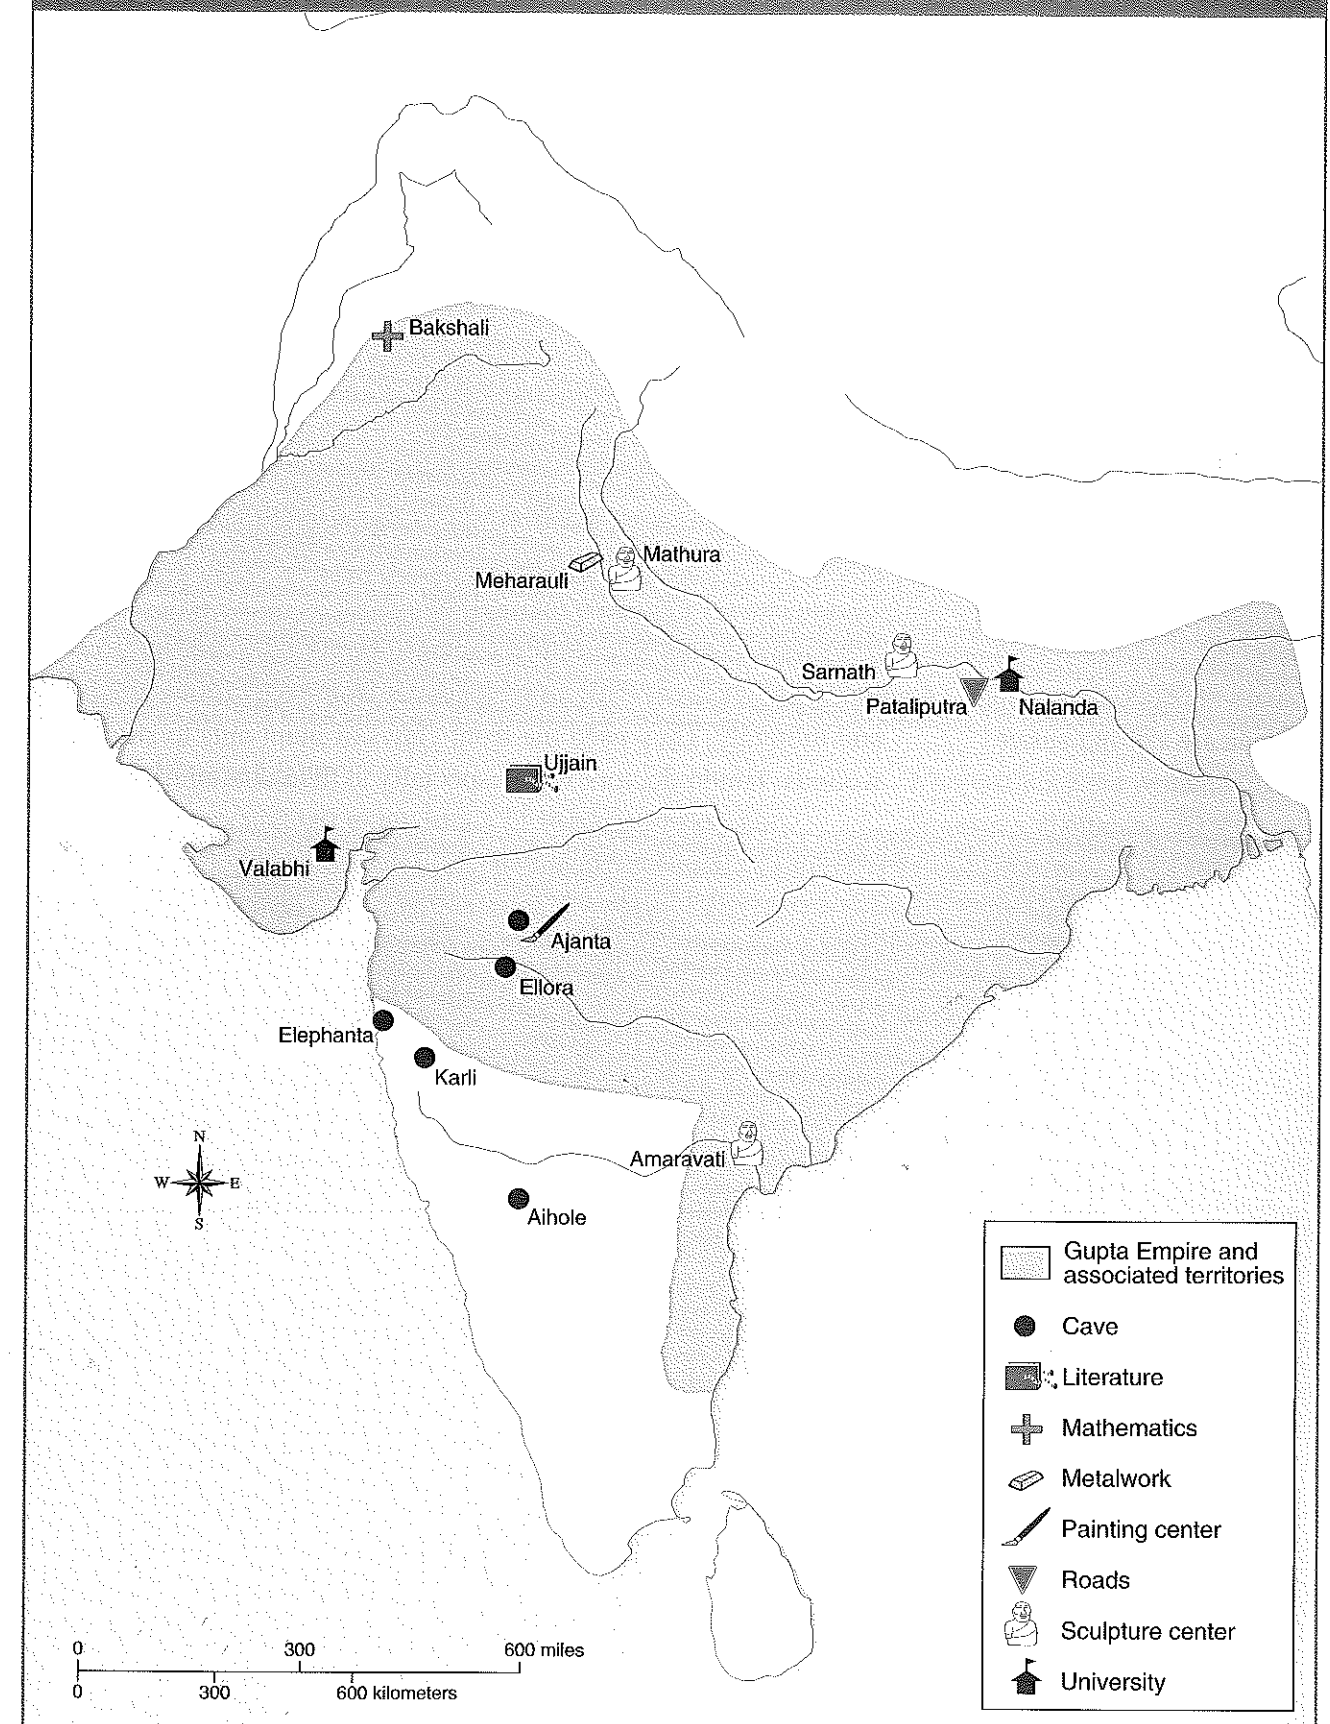 Bakshali
Mathura
Meharauli
Sarnath
Pataliputra
Nalanda
Ujjain
Valabhi
Ajanta
Ellora
Elephanta
Karli
N
W E
S
Amaravati
Aihole
Gupta Empire and
associated territories
Cave
Literature
Mathematics
Metalwork
Painting center
Roads
Sculpture center
University
0 300 600 miles
0 300 600 kilometers